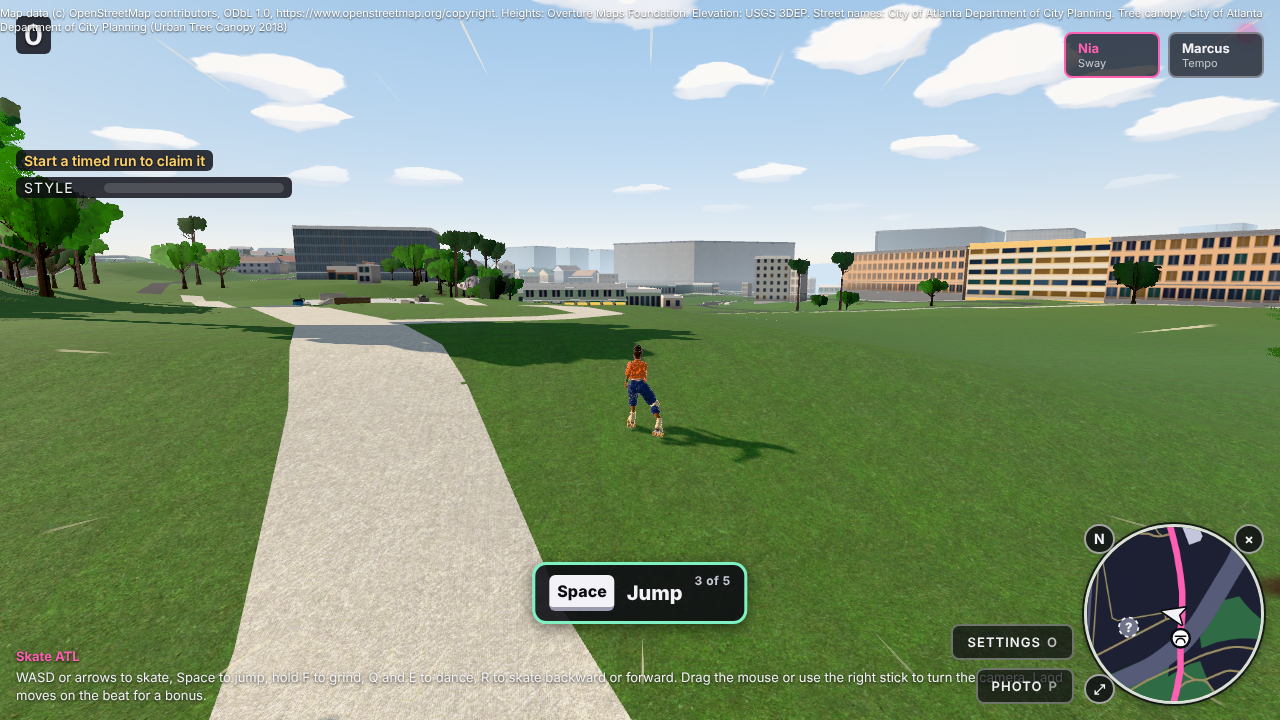 Map data (c) OpenStreetMap contributors, ODbL 1.0, https://www.openstreetmap.org/copyright. Heights: Overture Maps Foundation. Elevation: USGS 3DEP. Street names: City of Atlanta Department of City Planning. Tree canopy: City of Atlanta
Department of City Planning (Urban Tree Canopy 2018)
0
Nia
Sway
Marcus
Tempo
Start a timed run to claim it
STYLE
Space
Jump
3 of 5
N
×
?
SETTINGS O
PHOTO P
Skate ATL
WASD or arrows to skate, Space to jump, hold F to grind, Q and E to dance, R to skate backward or forward. Drag the mouse or use the right stick to turn the camera. Land
moves on the beat for a bonus.